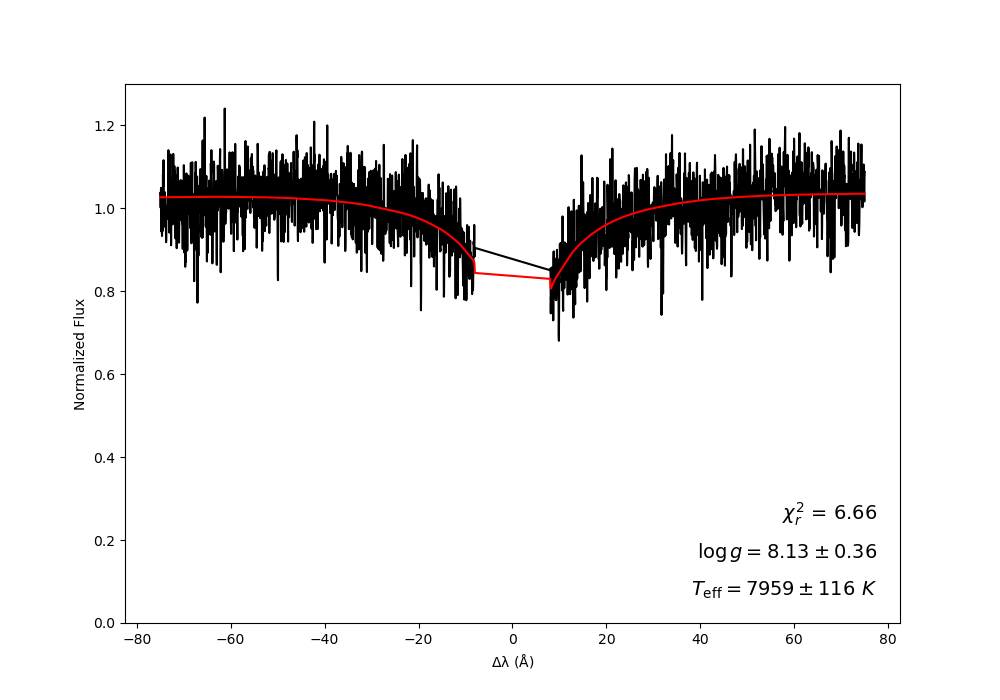 1.2
1.0
0.8
0.6
0.4
0.2
0.0
Normalized Flux
χ²ᵣ = 6.66
log g = 8.13 ± 0.36
T_eff = 7959 ± 116 K
−80 −60 −40 −20 0 20 40 60 80
Δλ (Å)